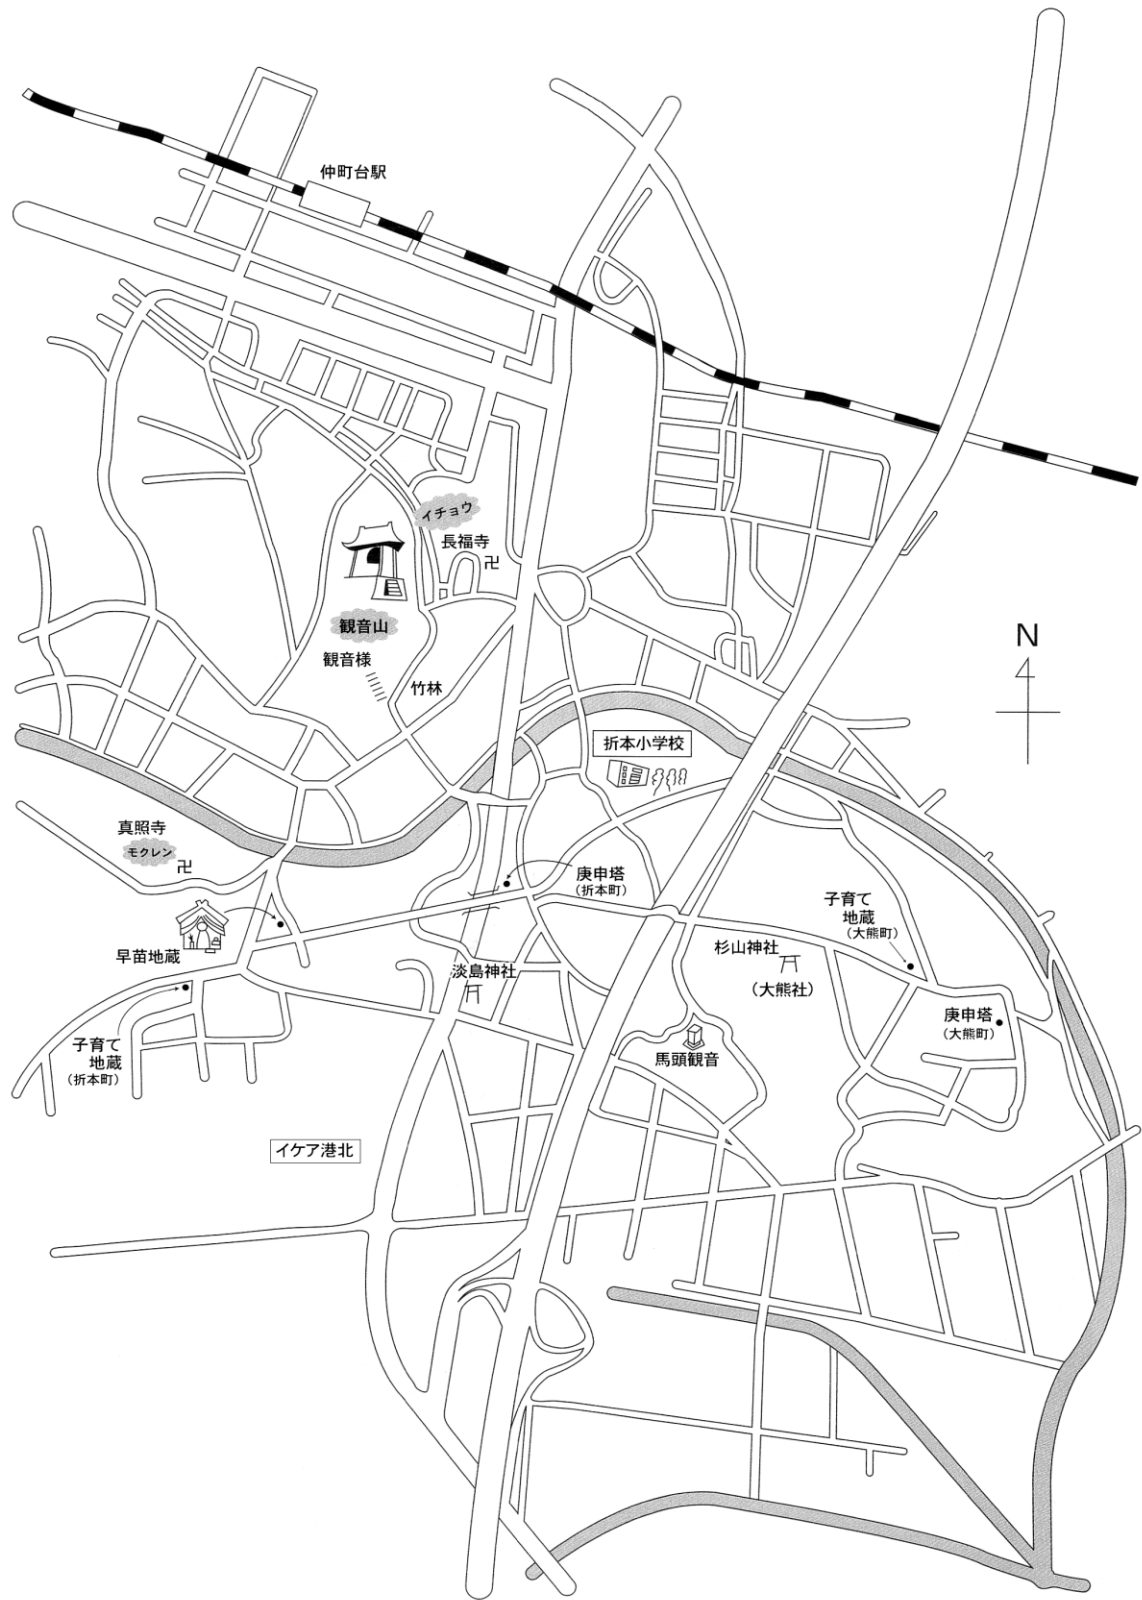 仲町台駅
イチョウ
長福寺
卍
N
観音山
観音様
竹林
折本小学校
真照寺
モクレン
卍
庚申塔
(折本町)
子育て
地蔵
(大熊町)
早苗地蔵
淡島神社
杉山神社
(大熊社)
庚申塔
(大熊町)
子育て
地蔵
(折本町)
馬頭観音
イケア港北